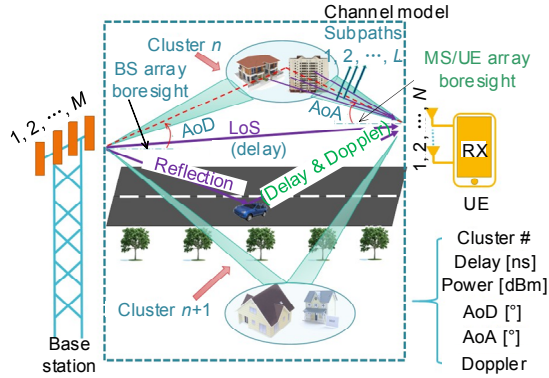 Channel model
Cluster n
Subpaths
1, 2, ···, L
BS array
boresight
MS/UE array
boresight
1, 2, ···, M
AoD
AoA
LoS
(delay)
1, 2, ···, N
Reflection
Delay & Doppler
RX
UE
Cluster n+1
Base
station
Cluster #
Delay [ns]
Power [dBm]
AoD [°]
AoA [°]
Doppler